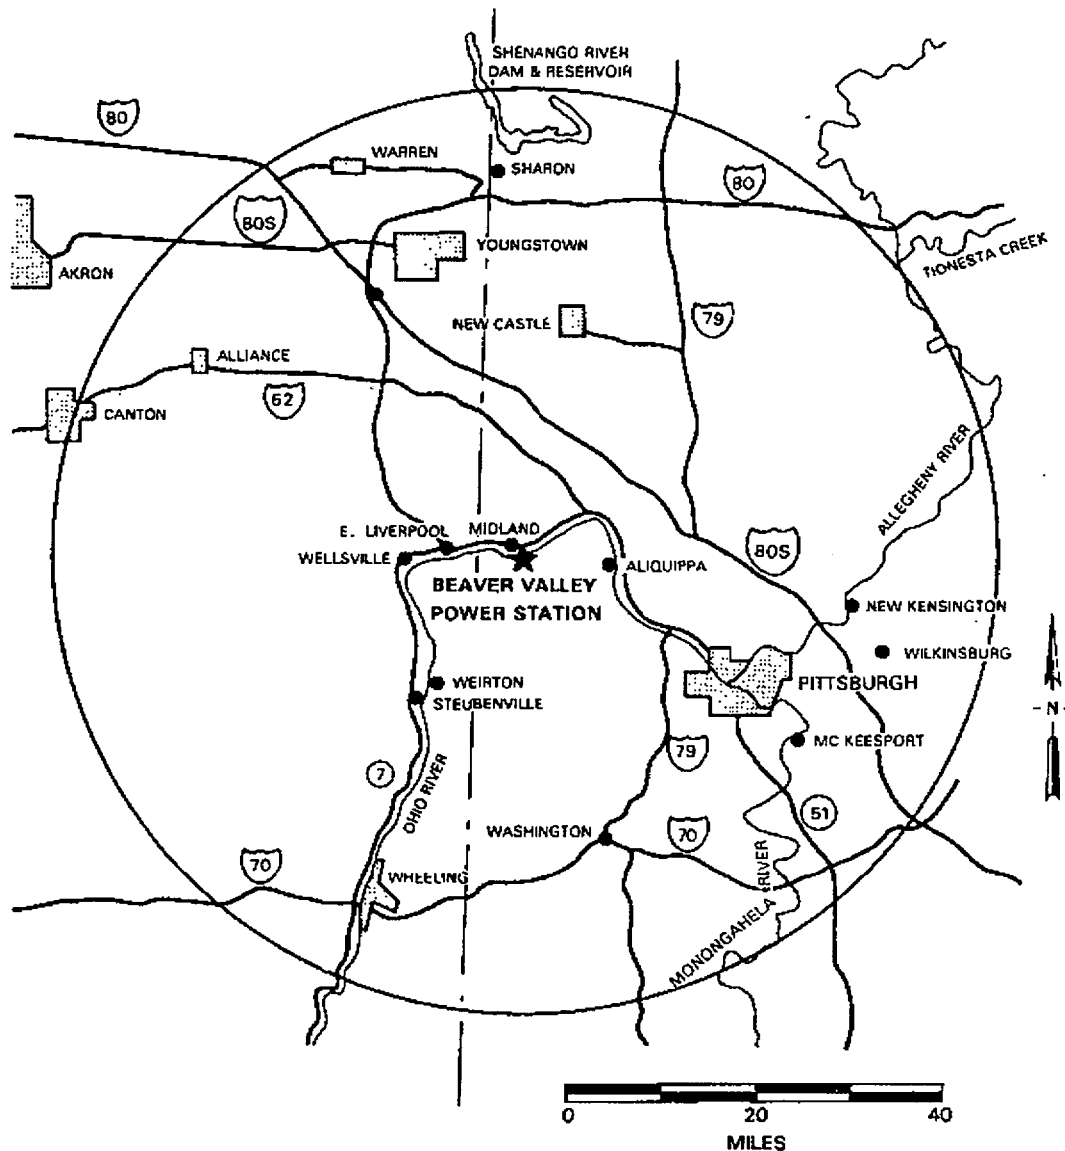 SHENANGO RIVER
DAM & RESERVOIR
80
WARREN
SHARON
80
80S
YOUNGSTOWN
AKRON
TIONESTA CREEK
NEW CASTLE
79
ALLIANCE
62
CANTON
ALLEGHENY RIVER
E. LIVERPOOL
MIDLAND
WELLSVILLE
80S
ALIQUIPPA
BEAVER VALLEY
POWER STATION
NEW KENSINGTON
WILKINSBURG
WEIRTON
PITTSBURGH
STEUBENVILLE
N
MC KEESPORT
79
7
OHIO RIVER
51
WASHINGTON
70
70
WHEELING
MONONGAHELA RIVER
0 20 40
MILES